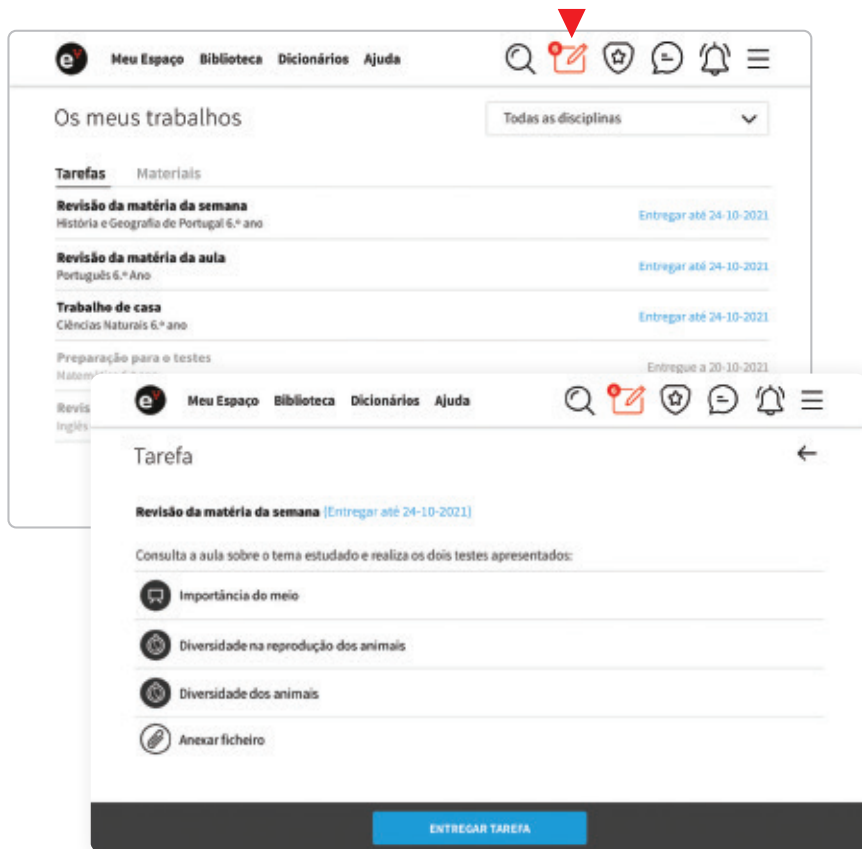 Meu Espaço Biblioteca Dicionários Ajuda
Os meus trabalhos
Todas as disciplinas
Tarefas Materiais
Revisão da matéria da semana
História e Geografia de Portugal 6.º ano
Entregar até 24-10-2021
Revisão da matéria da aula
Português 6.º Ano
Entregar até 24-10-2021
Trabalho de casa
Ciências Naturais 6.º ano
Entregar até 24-10-2021
Preparação para o testes
Entregue a 20-10-2021
Revis
Inglês
Meu Espaço Biblioteca Dicionários Ajuda
Tarefa
Revisão da matéria da semana (Entregar até 24-10-2021)
Consulta a aula sobre o tema estudado e realiza os dois testes apresentados:
Importância do meio
Diversidade na reprodução dos animais
Diversidade dos animais
Anexar ficheiro
ENTREGAR TAREFA